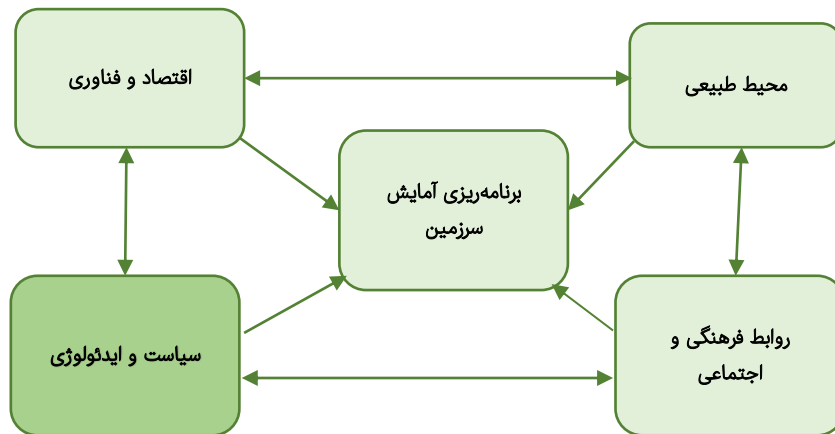 محیط طبیعی
اقتصاد و فناوری
برنامه‌ریزی آمایش
سرزمین
روابط فرهنگی و
اجتماعی
سیاست و ایدئولوژی